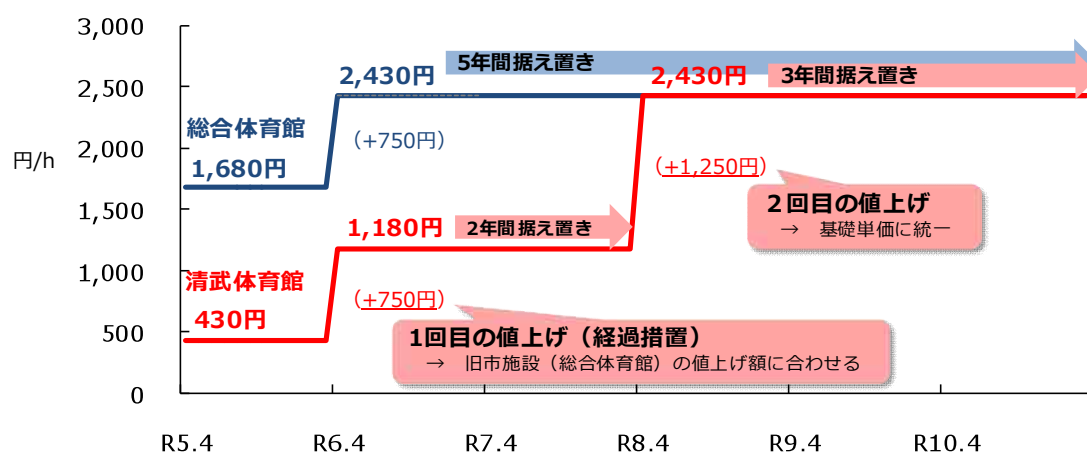 3,000
2,500
2,000
1,500
1,000
500
0
円/h
5年間据え置き
2,430円
2,430円
3年間据え置き
総合体育館
1,680円
（+750円）
（+1,250円）
２回目の値上げ
→ 基礎単価に統一
1,180円
2年間据え置き
清武体育館
430円
（+750円）
1回目の値上げ（経過措置）
→ 旧市施設（総合体育館）の値上げ額に合わせる
R5.4 R6.4 R7.4 R8.4 R9.4 R10.4